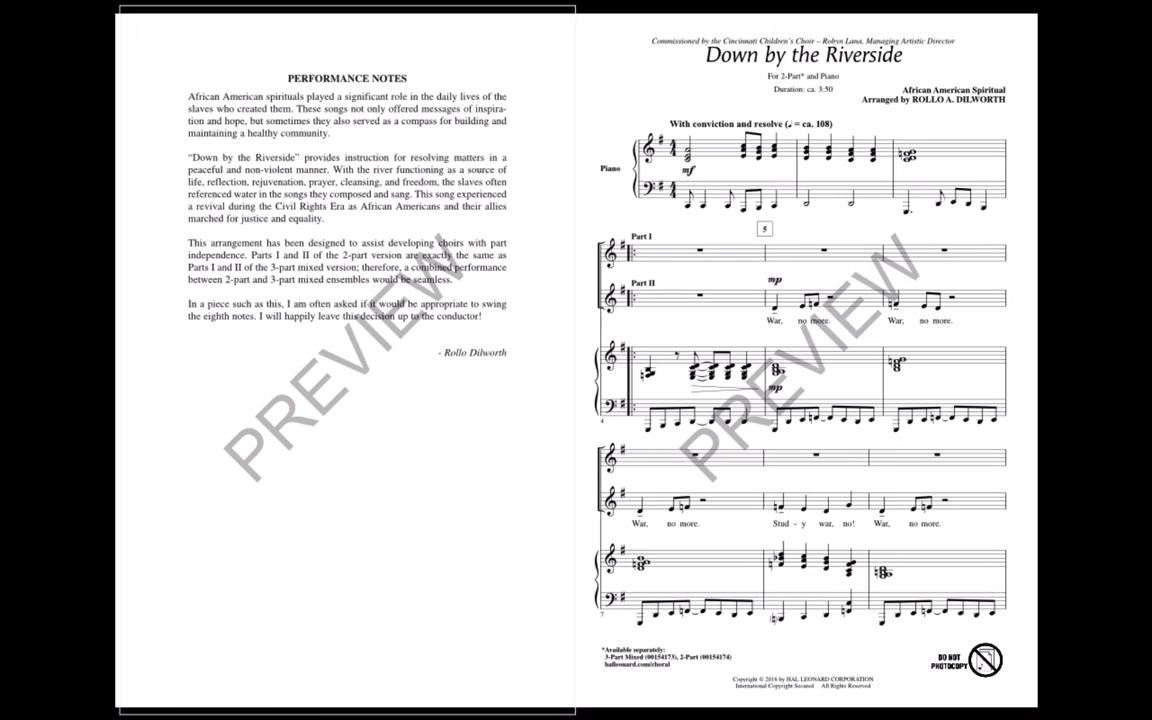 PERFORMANCE NOTES
African American spirituals played a significant role in the daily lives of the
slaves who created them. These songs not only offered messages of inspira-
tion and hope, but sometimes they also served as a compass for building and
maintaining a healthy community.
“Down by the Riverside” provides instruction for resolving matters in a
peaceful and non-violent manner. With the river functioning as a source of
life, reflection, rejuvenation, prayer, cleansing, and freedom, the slaves often
referenced water in the songs they composed and sang. This song experienced
a revival during the Civil Rights Era as African Americans and their allies
marched for justice and equality.
This arrangement has been designed to assist developing choirs with part
independence. Parts I and II of the 2-part version are exactly the same as
Parts I and II of the 3-part mixed version; therefore, a combined performance
between 2-part and 3-part mixed ensembles would be seamless.
In a piece such as this, I am often asked if it would be appropriate to swing
the eighth notes. I will happily leave this decision up to the conductor!
- Rollo Dilworth
PREVIEW
Commissioned by the Cincinnati Children's Choir – Robyn Lana, Managing Artistic Director
Down by the Riverside
For 2-Part* and Piano
Duration: ca. 3:50
African American Spiritual
Arranged by ROLLO A. DILWORTH
With conviction and resolve (♩ = ca. 108)
Piano
mf
5
Part I
mp
Part II
War, no more. War, no more.
mp
4
War, no more. Stud - y war, no! War, no more.
7
PREVIEW
*Available separately:
3-Part Mixed (00154173), 2-Part (00154174)
halleonard.com/choral
DO NOT
PHOTOCOPY
Copyright © 2016 by HAL LEONARD CORPORATION
International Copyright Secured All Rights Reserved